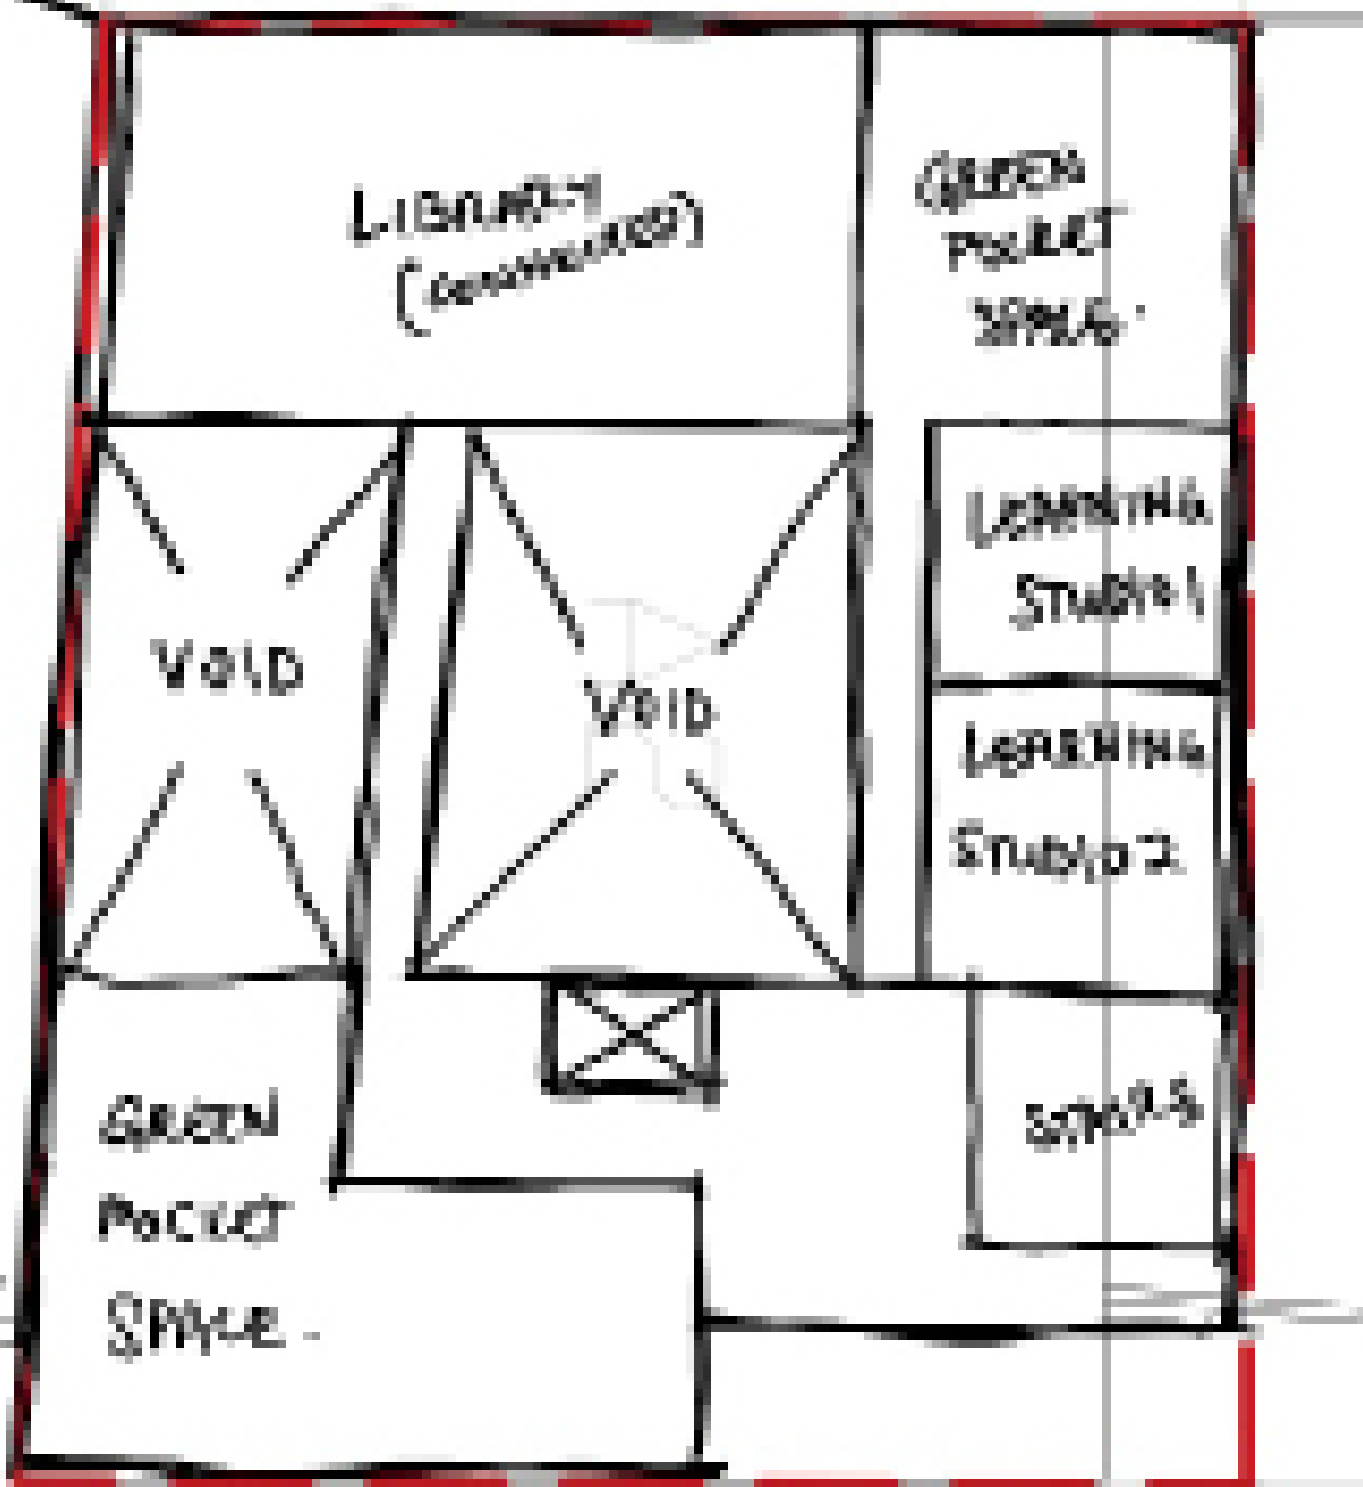 LIBRARY
GREEN
POCKET
SPACE.
LEARNING
STUDIO 1
VOID
VOID
LEARNING
STUDIO 2
GREEN
POCKET
SPACE.
STAIRS